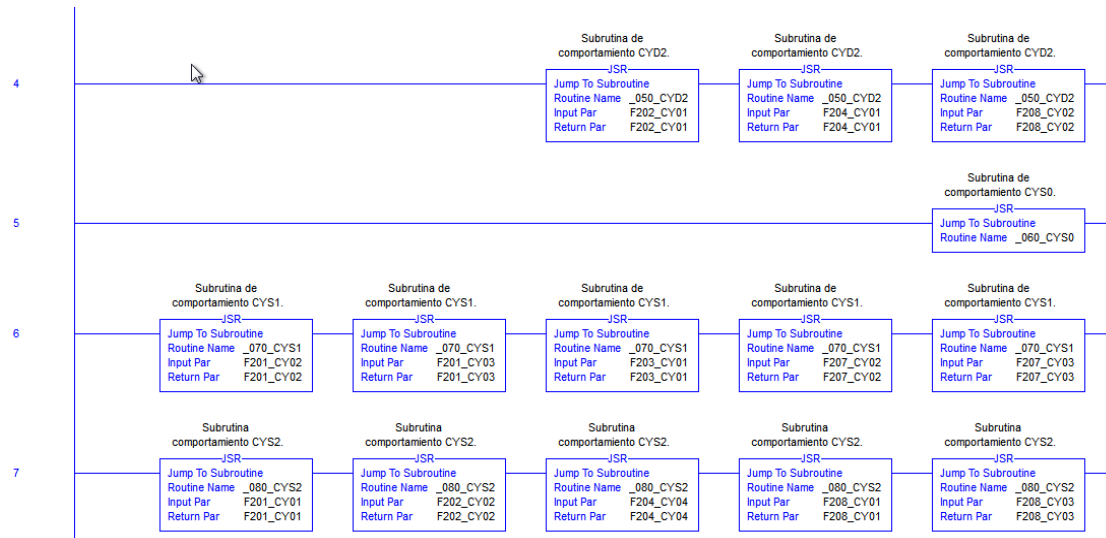 Subrutina de
comportamiento CYD2.
Subrutina de
comportamiento CYD2.
Subrutina de
comportamiento CYD2.
4
JSR
Jump To Subroutine
Routine Name _050_CYD2
Input Par F202_CY01
Return Par F202_CY01
JSR
Jump To Subroutine
Routine Name _050_CYD2
Input Par F204_CY01
Return Par F204_CY01
JSR
Jump To Subroutine
Routine Name _050_CYD2
Input Par F208_CY02
Return Par F208_CY02
Subrutina de
comportamiento CYS0.
5
JSR
Jump To Subroutine
Routine Name _060_CYS0
Subrutina de
comportamiento CYS1.
Subrutina de
comportamiento CYS1.
Subrutina de
comportamiento CYS1.
Subrutina de
comportamiento CYS1.
Subrutina de
comportamiento CYS1.
6
JSR
Jump To Subroutine
Routine Name _070_CYS1
Input Par F201_CY02
Return Par F201_CY02
JSR
Jump To Subroutine
Routine Name _070_CYS1
Input Par F201_CY03
Return Par F201_CY03
JSR
Jump To Subroutine
Routine Name _070_CYS1
Input Par F203_CY01
Return Par F203_CY01
JSR
Jump To Subroutine
Routine Name _070_CYS1
Input Par F207_CY02
Return Par F207_CY02
JSR
Jump To Subroutine
Routine Name _070_CYS1
Input Par F207_CY03
Return Par F207_CY03
Subrutina
comportamiento CYS2.
Subrutina
comportamiento CYS2.
Subrutina
comportamiento CYS2.
Subrutina
comportamiento CYS2.
Subrutina
comportamiento CYS2.
7
JSR
Jump To Subroutine
Routine Name _080_CYS2
Input Par F201_CY01
Return Par F201_CY01
JSR
Jump To Subroutine
Routine Name _080_CYS2
Input Par F202_CY02
Return Par F202_CY02
JSR
Jump To Subroutine
Routine Name _080_CYS2
Input Par F204_CY04
Return Par F204_CY04
JSR
Jump To Subroutine
Routine Name _080_CYS2
Input Par F208_CY01
Return Par F208_CY01
JSR
Jump To Subroutine
Routine Name _080_CYS2
Input Par F208_CY03
Return Par F208_CY03